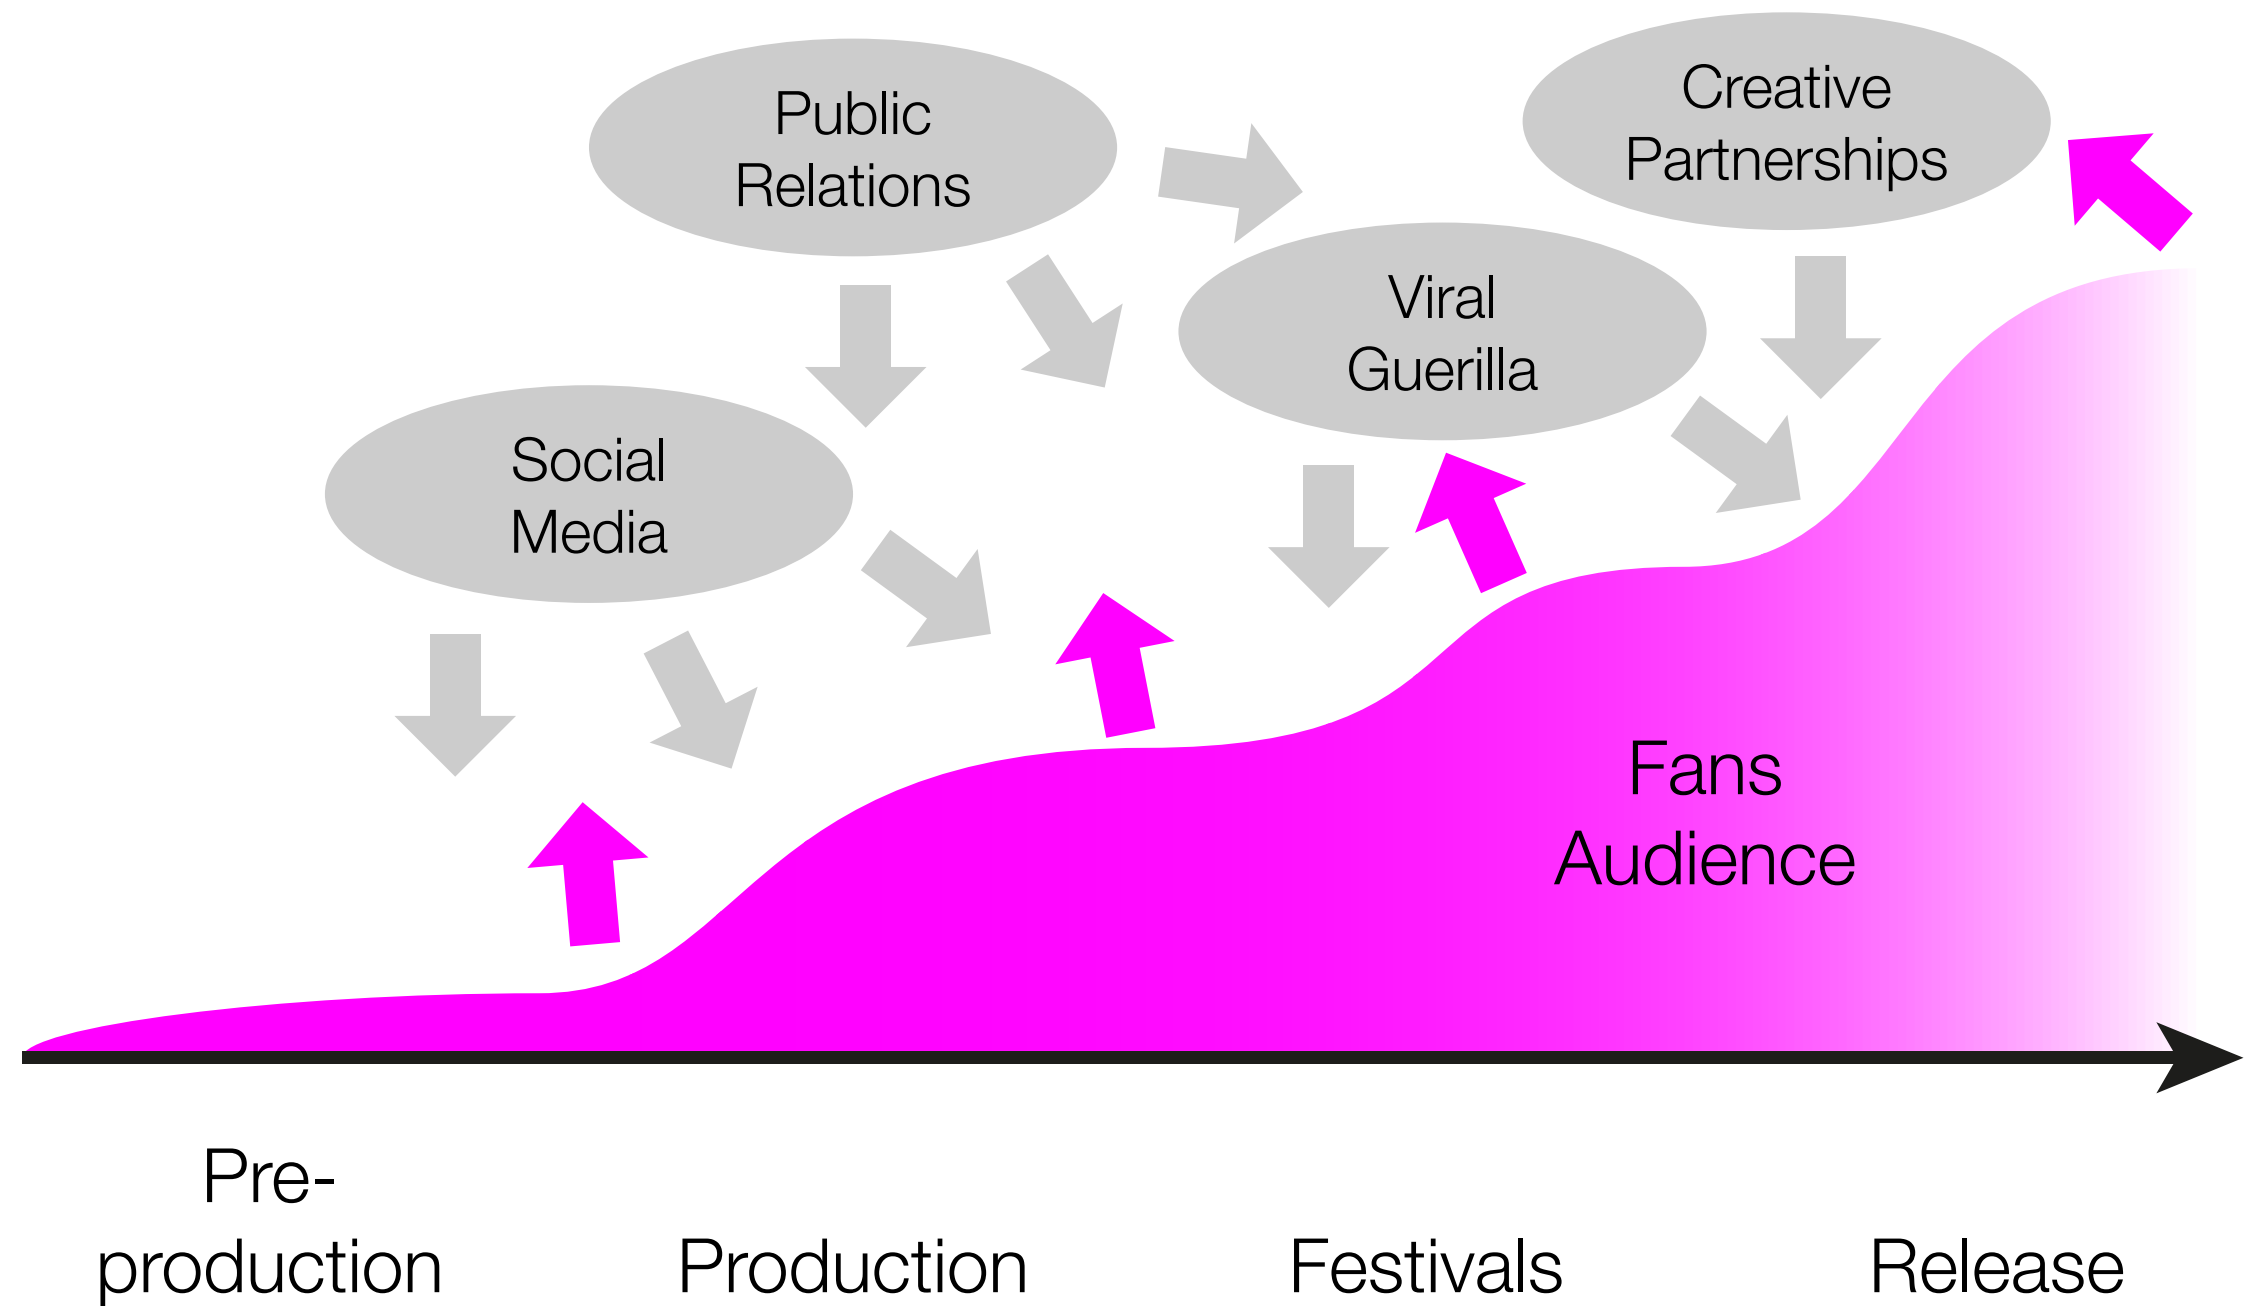 Public
Relations
Creative
Partnerships
Viral
Guerilla
Social
Media
Fans
Audience
Pre-
production
Production
Festivals
Release